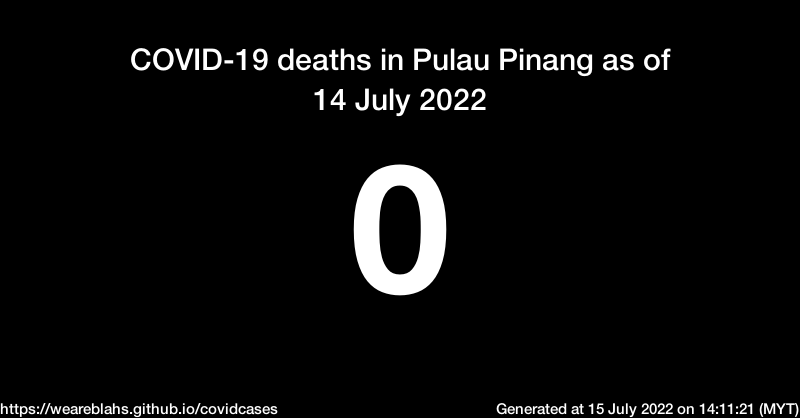 COVID-19 deaths in Pulau Pinang as of
14 July 2022
0
https://weareblahs.github.io/covidcases
Generated at 15 July 2022 on 14:11:21 (MYT)